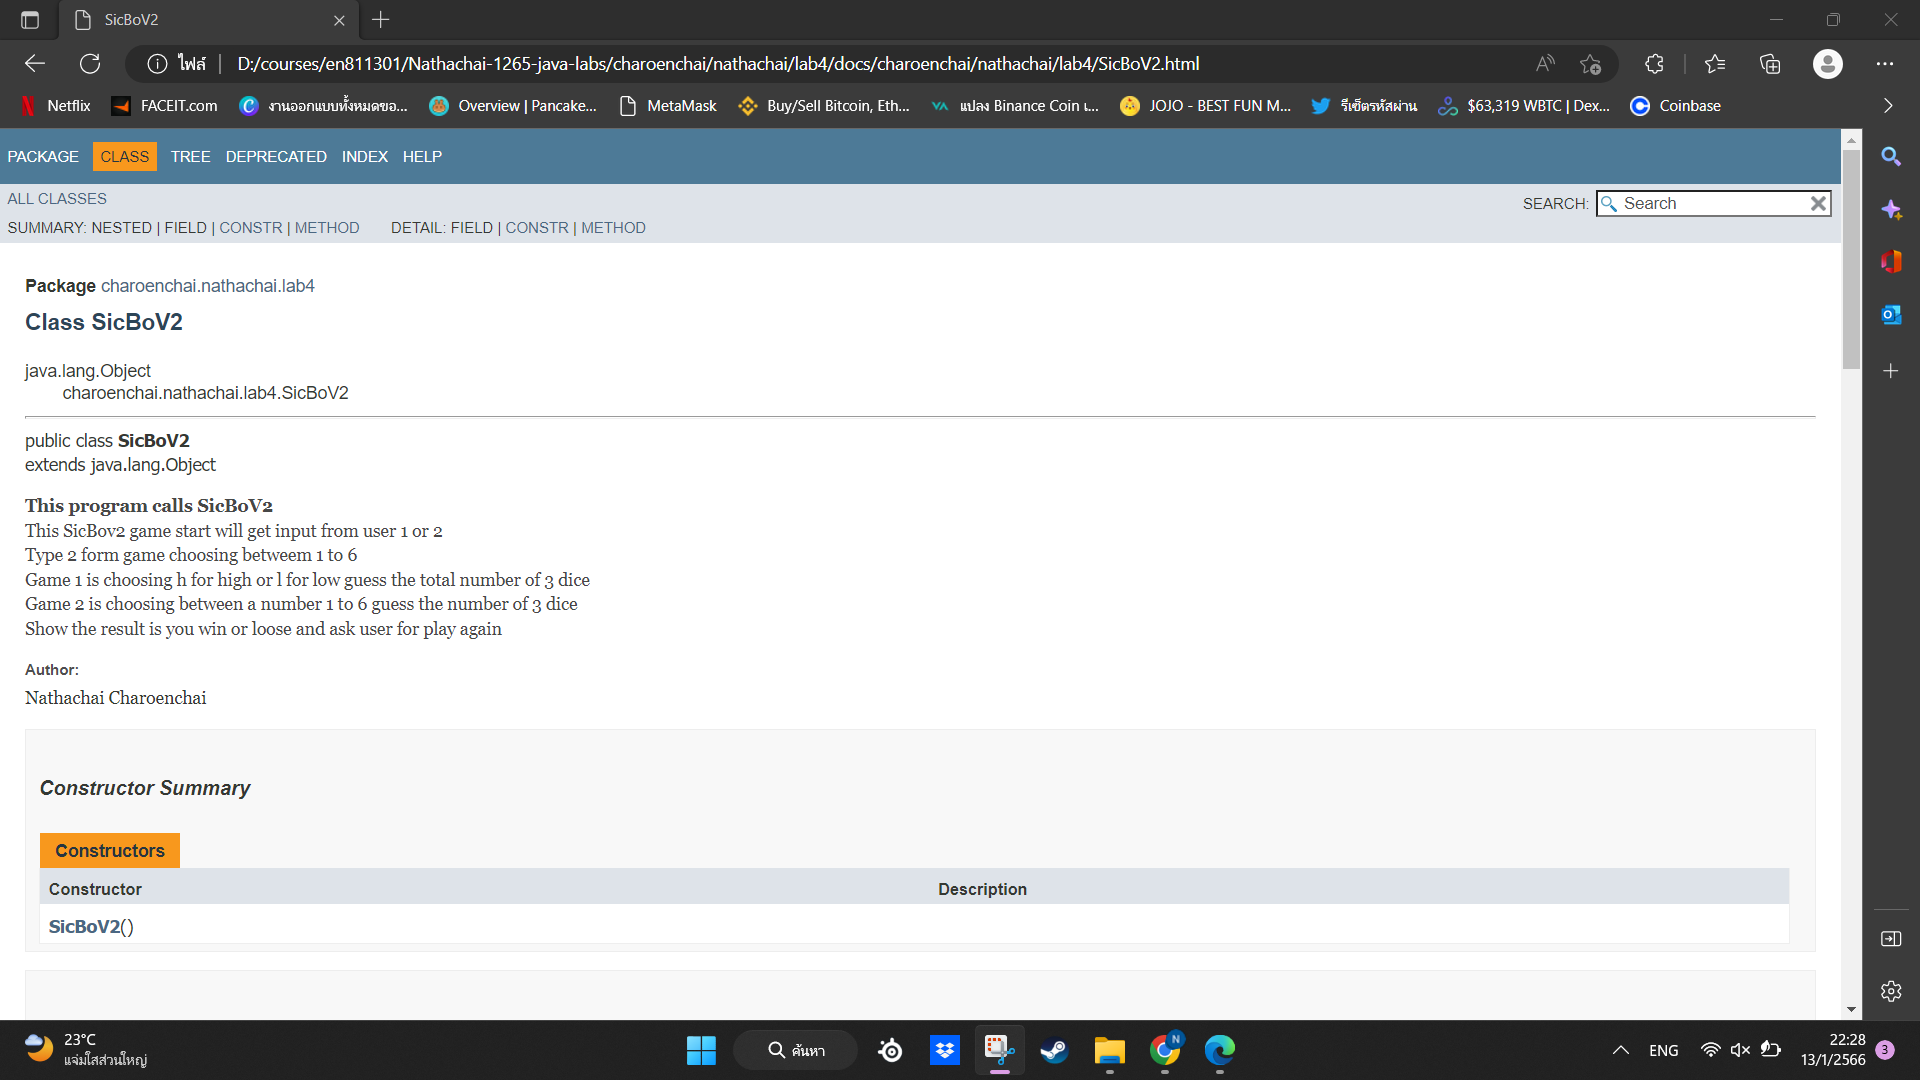 SicBoV2
ไฟล์ D:/courses/en811301/Nathachai-1265-java-labs/charoenchai/nathachai/lab4/docs/charoenchai/nathachai/lab4/SicBoV2.html
Netflix FACEIT.com งานออกแบบทั้งหมดขอ... Overview | Pancake... MetaMask Buy/Sell Bitcoin, Eth... แปลง Binance Coin เ... JOJO - BEST FUN M... รีเซ็ตรหัสผ่าน $63,319 WBTC | Dex... Coinbase
PACKAGE CLASS TREE DEPRECATED INDEX HELP
ALL CLASSES
SEARCH: Search
SUMMARY: NESTED | FIELD | CONSTR | METHOD DETAIL: FIELD | CONSTR | METHOD
Package charoenchai.nathachai.lab4
Class SicBoV2
java.lang.Object
charoenchai.nathachai.lab4.SicBoV2
public class SicBoV2
extends java.lang.Object
This program calls SicBoV2
This SicBov2 game start will get input from user 1 or 2
Type 2 form game choosing betweem 1 to 6
Game 1 is choosing h for high or l for low guess the total number of 3 dice
Game 2 is choosing between a number 1 to 6 guess the number of 3 dice
Show the result is you win or loose and ask user for play again
Author:
Nathachai Charoenchai
Constructor Summary
Constructors
Constructor Description
SicBoV2()
23°C
แจ่มใสส่วนใหญ่
ค้นหา
N
ENG
22:28
13/1/2566
3